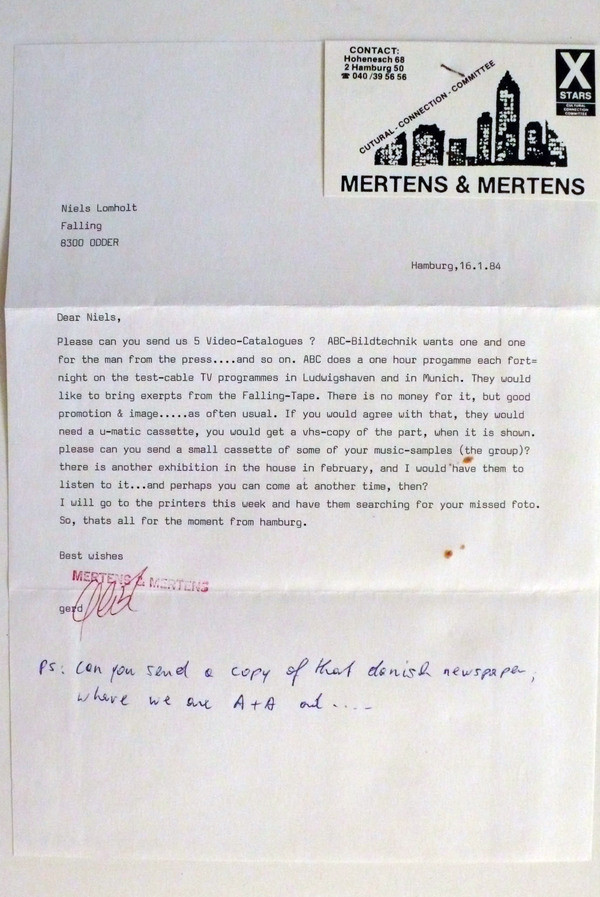 CONTACT:
Hohenesch 68
2 Hamburg 50
☎ 040/39 56 56
CUTURAL-CONNECTION-COMMITTEE
X
STARS
CULTURAL
CONNECTION
COMMITTEE
MERTENS & MERTENS
Niels Lomholt
Falling
8300 ODDER
Hamburg,16.1.84
Dear Niels,
Please can you send us 5 Video-Catalogues ?  ABC-Bildtechnik wants one and one
for the man from the press....and so on. ABC does a one hour progamme each fort=
night on the test-cable TV programmes in Ludwigshaven and in Munich. They would
like to bring exerpts from the Falling-Tape. There is no money for it, but good
promotion & image.....as often usual. If you would agree with that, they would
need a u-matic cassette, you would get a vhs-copy of the part, when it is shown.
please can you send a small cassette of some of your music-samples (the group)?
there is another exhibition in the house in february, and I would have them to
listen to it...and perhaps you can come at another time, then?
I will go to the printers this week and have them searching for your missed foto.
So, thats all for the moment from hamburg.
Best wishes
MERTENS & MERTENS
gerd
Ps: Can you send a copy of that danish newspaper,
where we are A+A and ....